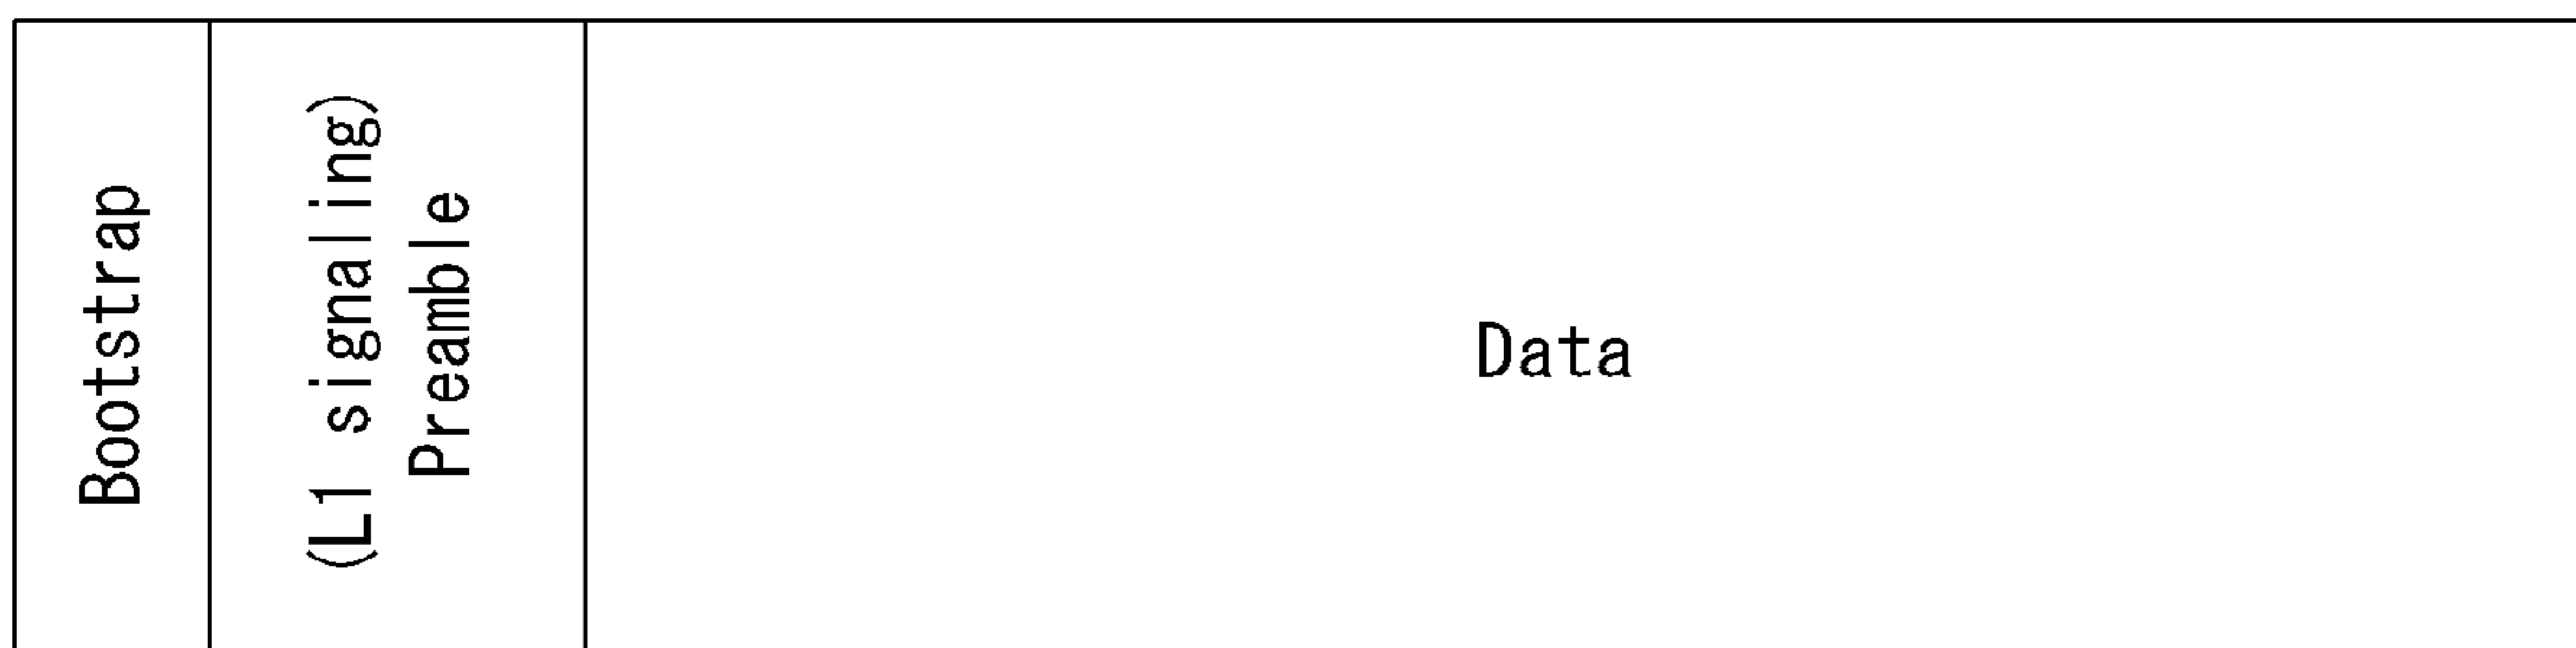 Bootstrap
(L1 signaling)
Preamble
Data